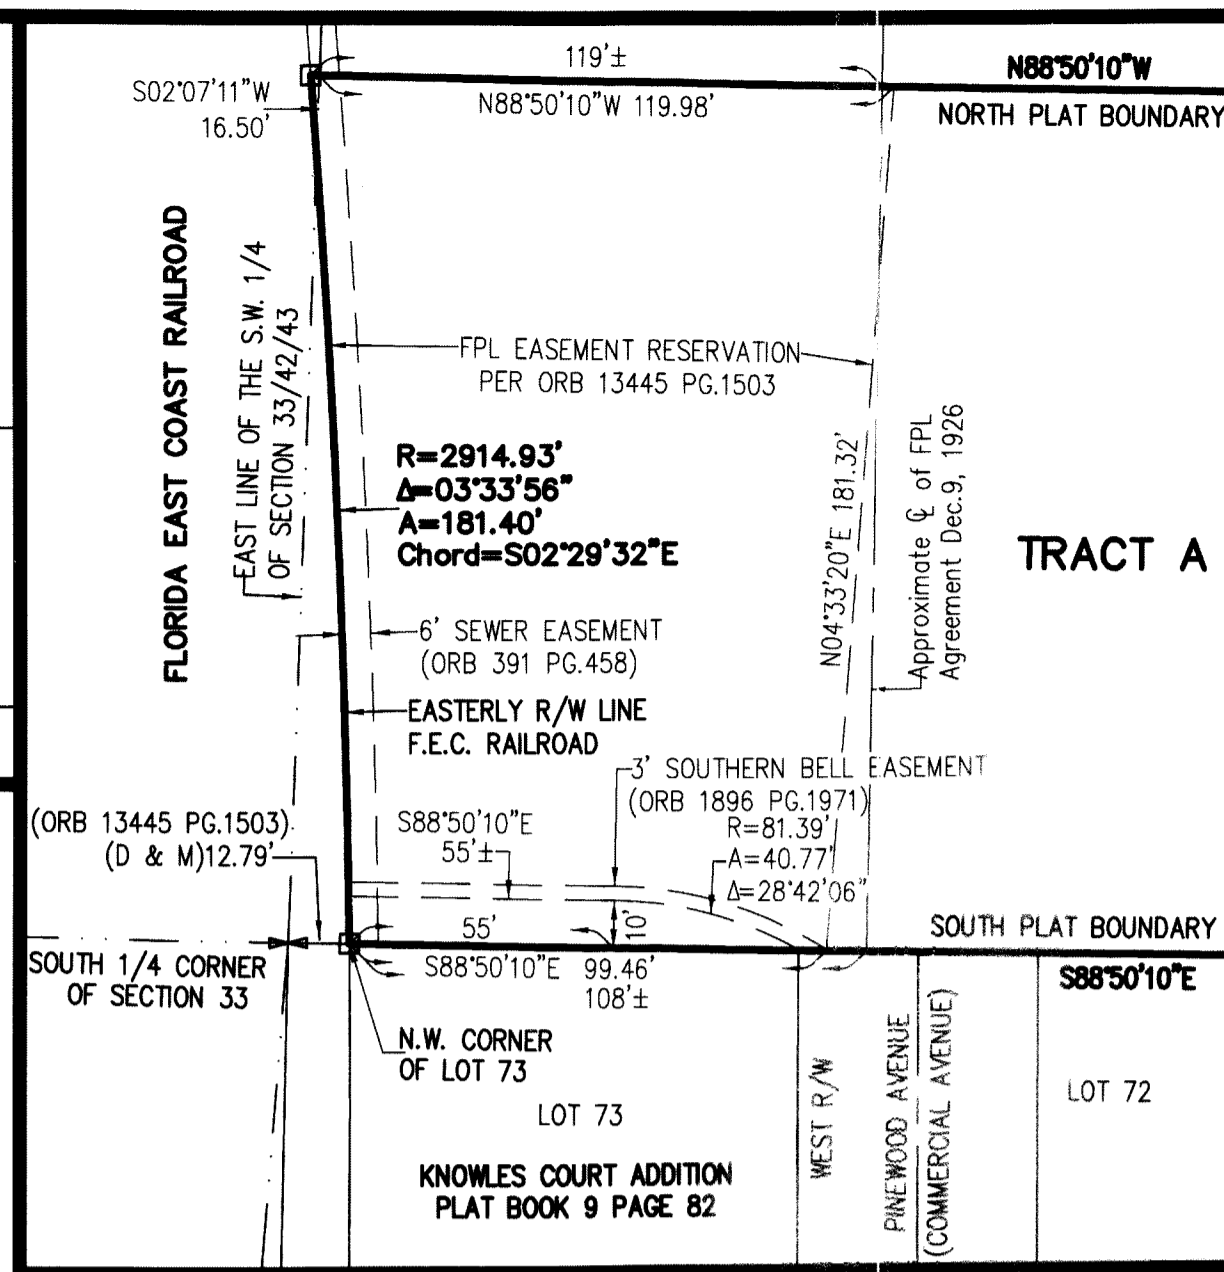 119'±
N88°50'10"W
S02°07'11"W
16.50'
N88°50'10"W 119.98'
NORTH PLAT BOUNDARY
FLORIDA EAST COAST RAILROAD
EAST LINE OF THE S.W. 1/4
OF SECTION 33/42/43
FPL EASEMENT RESERVATION
PER ORB 13445 PG.1503
R=2914.93'
Δ=03°33'56"
A=181.40'
Chord=S02°29'32"E
N04°33'20"E 181.32'
Approximate ℄ of FPL
Agreement Dec.9, 1926
TRACT A
6' SEWER EASEMENT
(ORB 391 PG.458)
EASTERLY R/W LINE
F.E.C. RAILROAD
3' SOUTHERN BELL EASEMENT
(ORB 1896 PG.1971)
R=81.39'
A=40.77'
Δ=28°42'06"
(ORB 13445 PG.1503)
(D & M)12.79'
S88°50'10"E
55'±
55'
10'
SOUTH PLAT BOUNDARY
SOUTH 1/4 CORNER
OF SECTION 33
S88°50'10"E 99.46'
108'±
S88°50'10"E
N.W. CORNER
OF LOT 73
LOT 73
WEST R/W
PINEWOOD AVENUE
(COMMERCIAL AVENUE)
LOT 72
KNOWLES COURT ADDITION
PLAT BOOK 9 PAGE 82